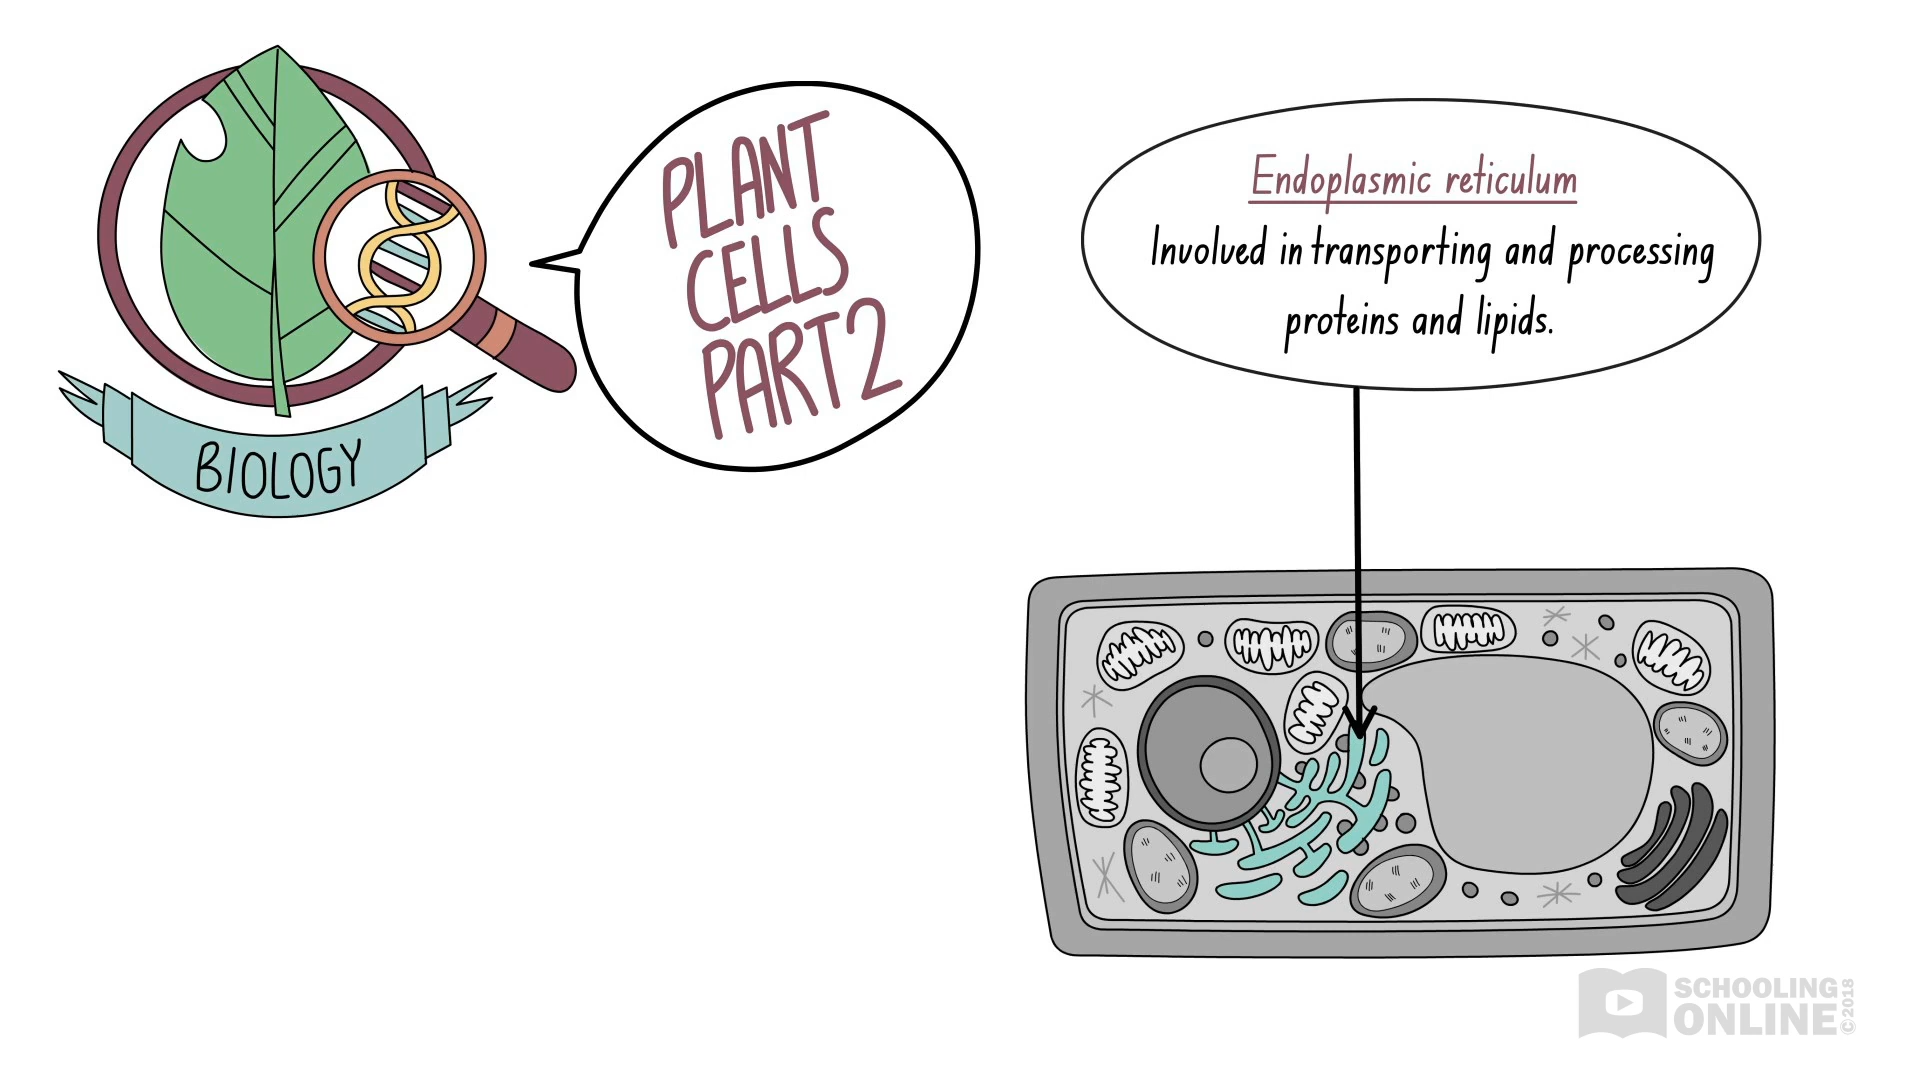 BIOLOGY
PLANT
CELLS
PART 2
Endoplasmic reticulum
Involved in transporting and processing
proteins and lipids.
SCHOOLING
ONLINE
©2018